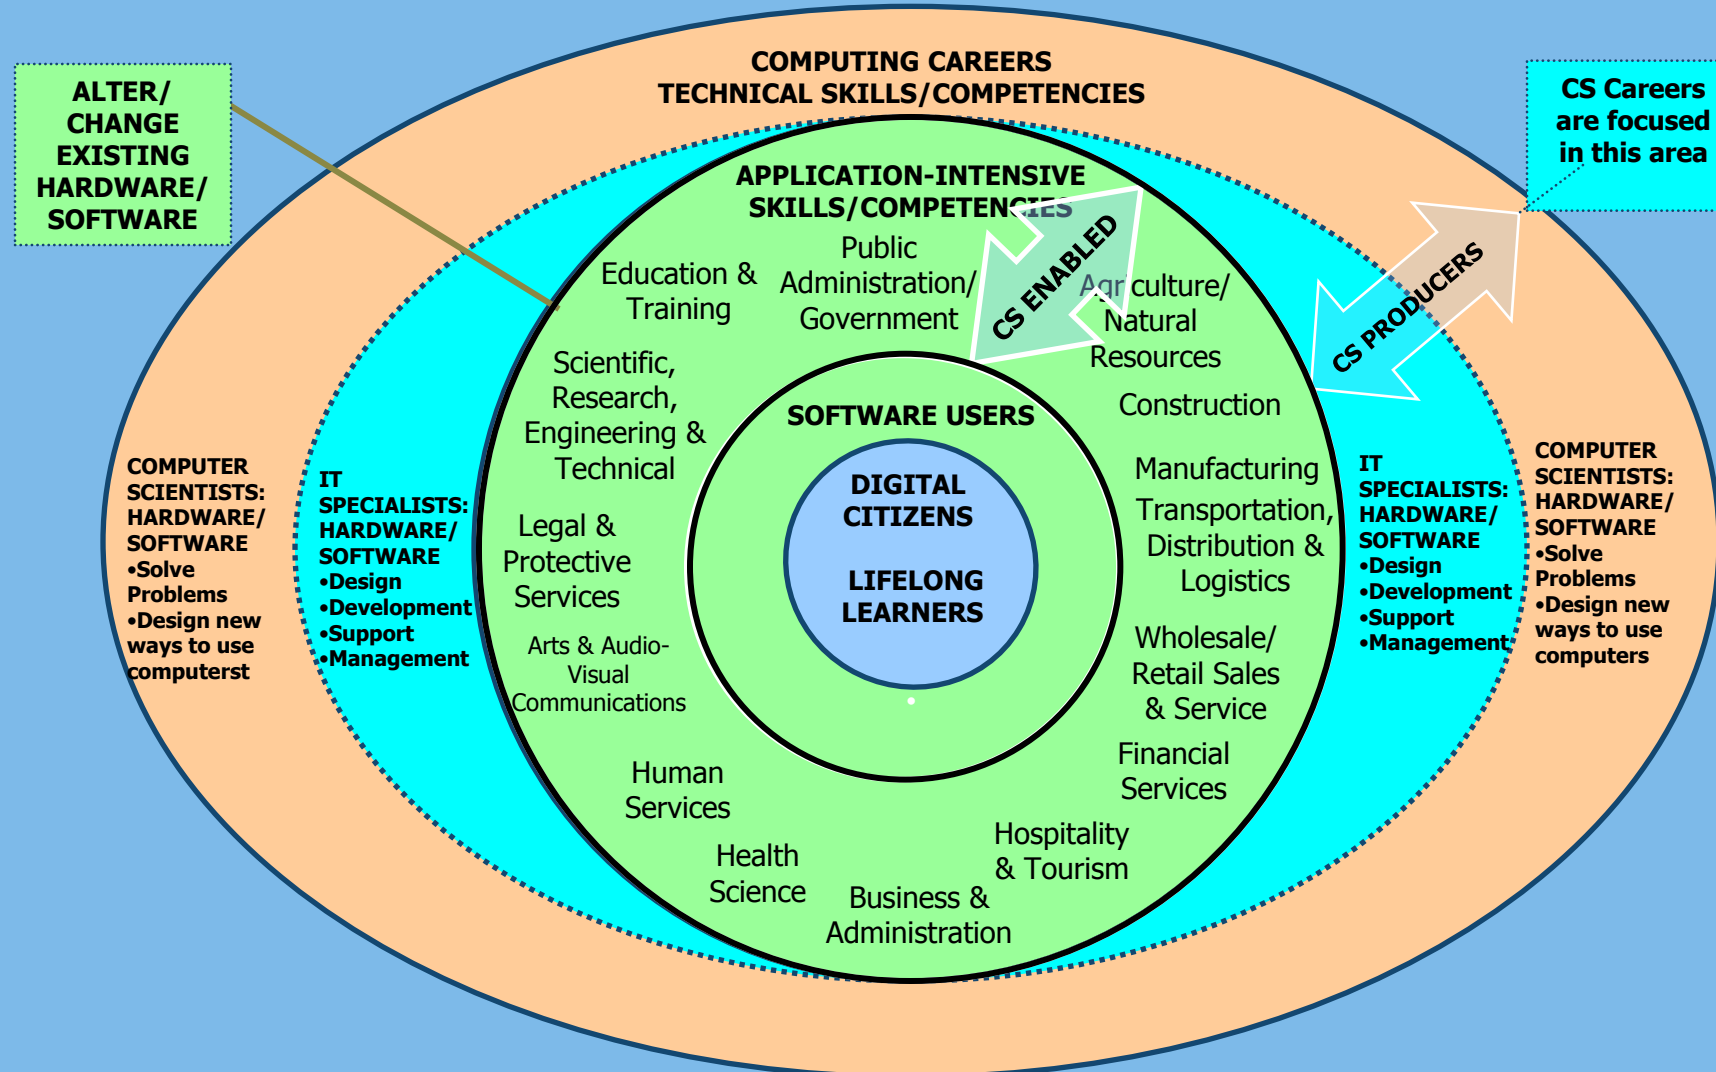 COMPUTING CAREERS
TECHNICAL SKILLS/COMPETENCIES
ALTER/
CHANGE
EXISTING
HARDWARE/
SOFTWARE
CS Careers
are focused
in this area
APPLICATION-INTENSIVE
SKILLS/COMPETENCIES
CS ENABLED
CS PRODUCERS
Public
Administration/
Government
Education &
Training
Agriculture/
Natural
Resources
Scientific,
Research,
Engineering &
Technical
Construction
SOFTWARE USERS
DIGITAL
CITIZENS
LIFELONG
LEARNERS
Manufacturing
Transportation,
Distribution &
Logistics
Legal &
Protective
Services
Arts & Audio-
Visual
Communications
Wholesale/
Retail Sales
& Service
Financial
Services
Human
Services
Hospitality
& Tourism
Health
Science
Business &
Administration
COMPUTER
SCIENTISTS:
HARDWARE/
SOFTWARE
•Solve
Problems
•Design new
ways to use
computerst
IT
SPECIALISTS:
HARDWARE/
SOFTWARE
•Design
•Development
•Support
•Management
IT
SPECIALISTS:
HARDWARE/
SOFTWARE
•Design
•Development
•Support
•Management
COMPUTER
SCIENTISTS:
HARDWARE/
SOFTWARE
•Solve
Problems
•Design new
ways to use
computers